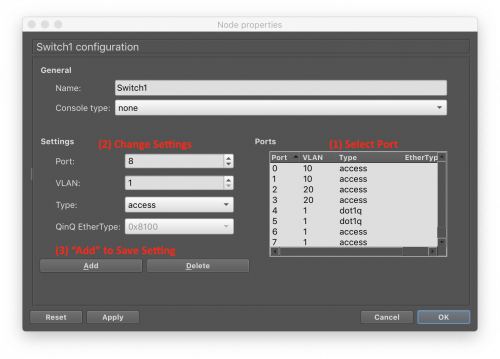 Node properties
Switch1 configuration
General
Name: Switch1
Console type: none
Settings
(2) Change Settings
Port: 8
VLAN: 1
Type: access
QinQ EtherType: 0x8100
(3] "Add" to Save Setting
Add Delete
Ports
(1) Select Port
Port VLAN Type EtherTyp
0 10 access
1 10 access
2 20 access
3 20 access
4 1 dot1q
5 1 dot1q
6 1 access
7 1 access
Reset Apply Cancel OK